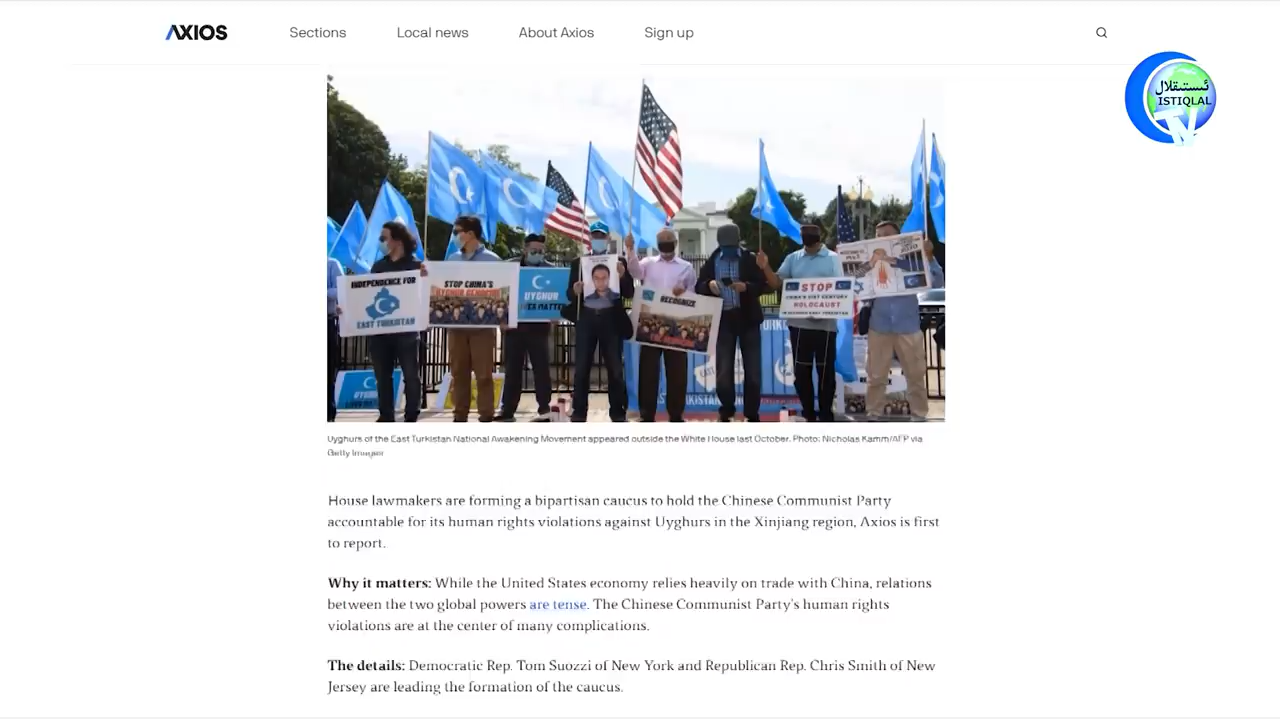 AXIOS
Sections
Local news
About Axios
Sign up
ئىستىقلال
ISTIQLAL
TV
INDEPENDENCE FOR
EAST TURKISTAN
STOP CHINA'S
UYGHUR GENOCIDE
UYGHUR
RECOGNIZE
STOP
CHINA'S 21ST CENTURY
HOLOCAUST
Uyghurs of the East Turkistan National Awakening Movement appeared outside the White House last October. Photo: Nicholas Kamm/AFP via
Getty Images
House lawmakers are forming a bipartisan caucus to hold the Chinese Communist Party
accountable for its human rights violations against Uyghurs in the Xinjiang region, Axios is first
to report.
Why it matters: While the United States economy relies heavily on trade with China, relations
between the two global powers are tense. The Chinese Communist Party's human rights
violations are at the center of many complications.
The details: Democratic Rep. Tom Suozzi of New York and Republican Rep. Chris Smith of New
Jersey are leading the formation of the caucus.